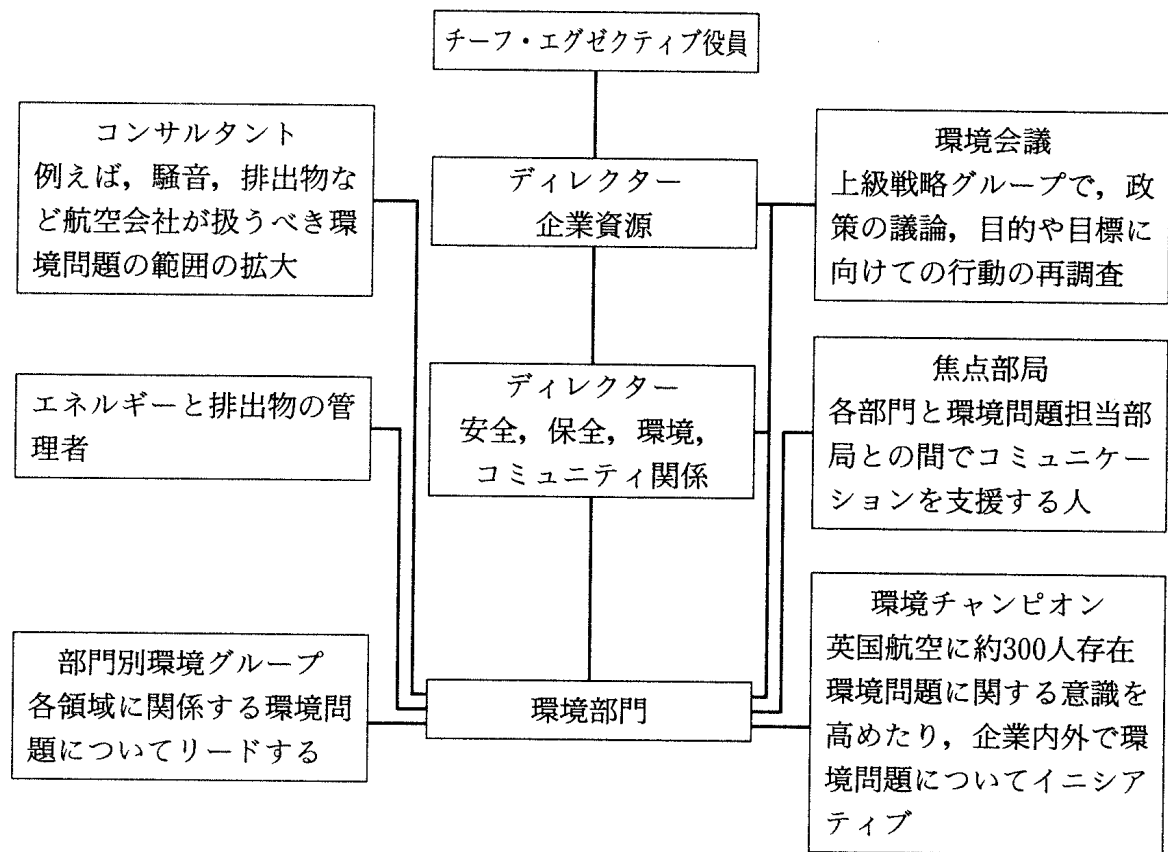 チーフ・エグゼクティブ役員
コンサルタント
例えば，騒音，排出物な
ど航空会社が扱うべき環
境問題の範囲の拡大
ディレクター
企業資源
環境会議
上級戦略グループで，政
策の議論，目的や目標に
向けての行動の再調査
エネルギーと排出物の管
理者
ディレクター
安全，保全，環境，
コミュニティ関係
焦点部局
各部門と環境問題担当部
局との間でコミュニケー
ションを支援する人
部門別環境グループ
各領域に関係する環境問
題についてリードする
環境部門
環境チャンピオン
英国航空に約300人存在
環境問題に関する意識を
高めたり，企業内外で環
境問題についてイニシア
ティブ